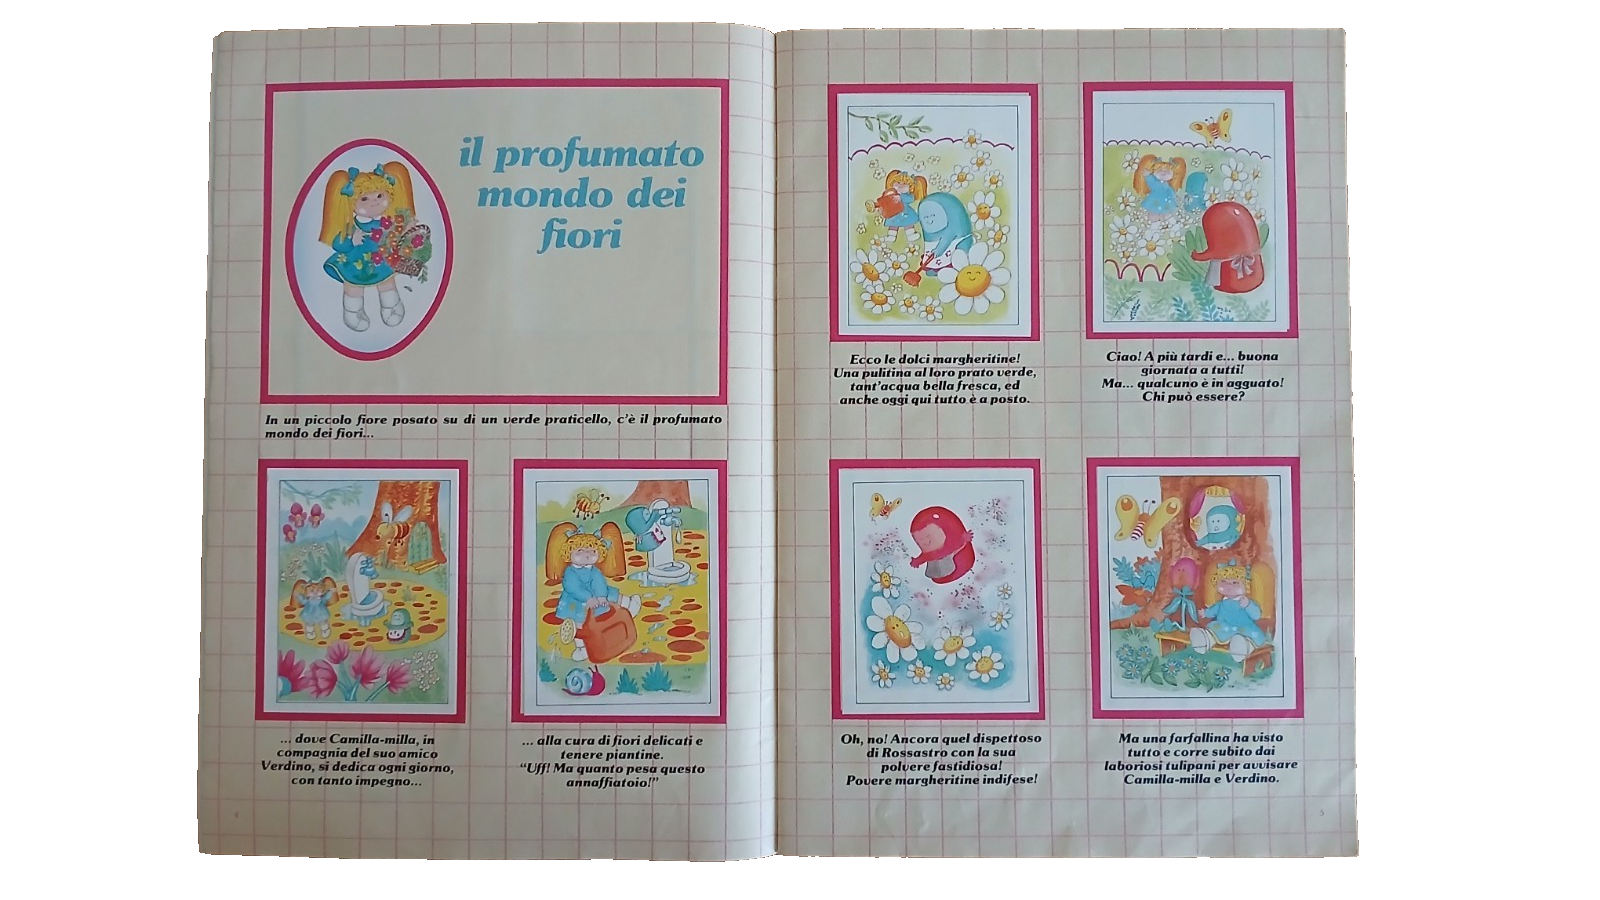 il profumato
mondo dei
fiori
In un piccolo fiore posato su di un verde praticello, c'è il profumato
mondo dei fiori...
... dove Camilla-milla, in
compagnia del suo amico
Verdino, si dedica ogni giorno,
con tanto impegno...
... alla cura di fiori delicati e
tenere piantine.
"Uff! Ma quanto pesa questo
annaffiatoio!"
Ecco le dolci margheritine!
Una pulitina al loro prato verde,
tant'acqua bella fresca, ed
anche oggi qui tutto è a posto.
Ciao! A più tardi e... buona
giornata a tutti!
Ma... qualcuno è in agguato!
Chi può essere?
Oh, no! Ancora quel dispettoso
di Rossastro con la sua
polvere fastidiosa!
Povere margheritine indifese!
Ma una farfallina ha visto
tutto e corre subito dai
laboriosi tulipani per avvisare
Camilla-milla e Verdino.
5